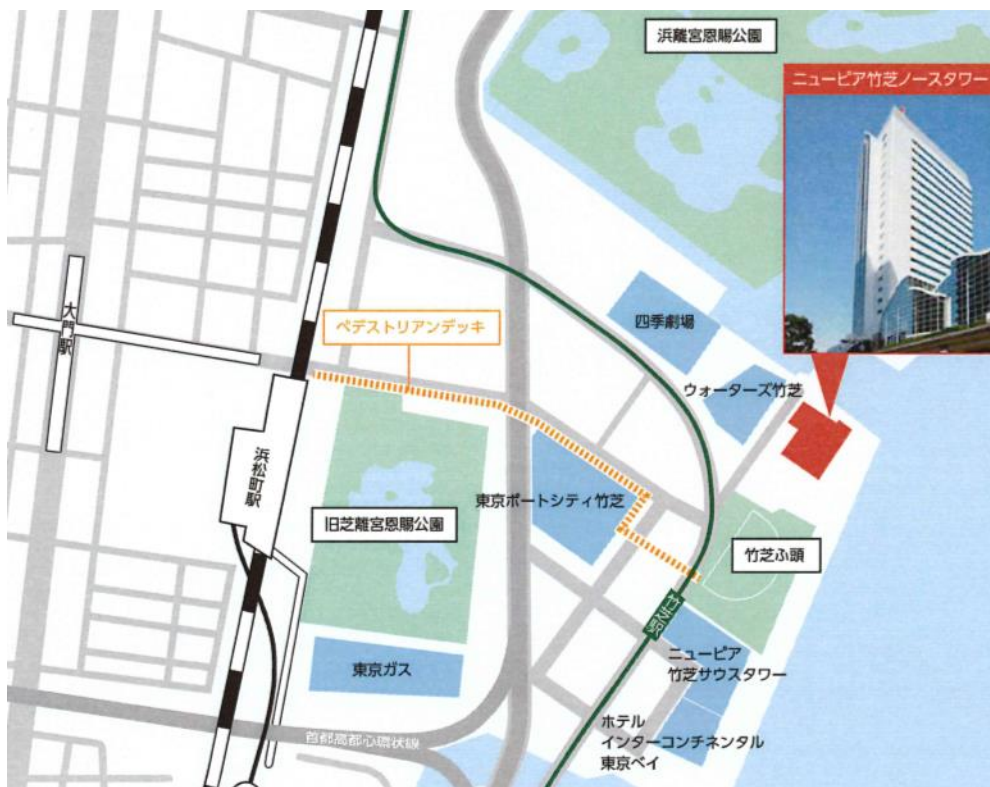 浜離宮恩賜公園
ニューピア竹芝ノースタワー
四季劇場
ペデストリアンデッキ
大門駅
ウォーターズ竹芝
浜松町駅
東京ポートシティ竹芝
旧芝離宮恩賜公園
竹芝ふ頭
竹芝駅
ニューピア
竹芝サウスタワー
東京ガス
首都高都心環状線
ホテル
インターコンチネンタル
東京ベイ